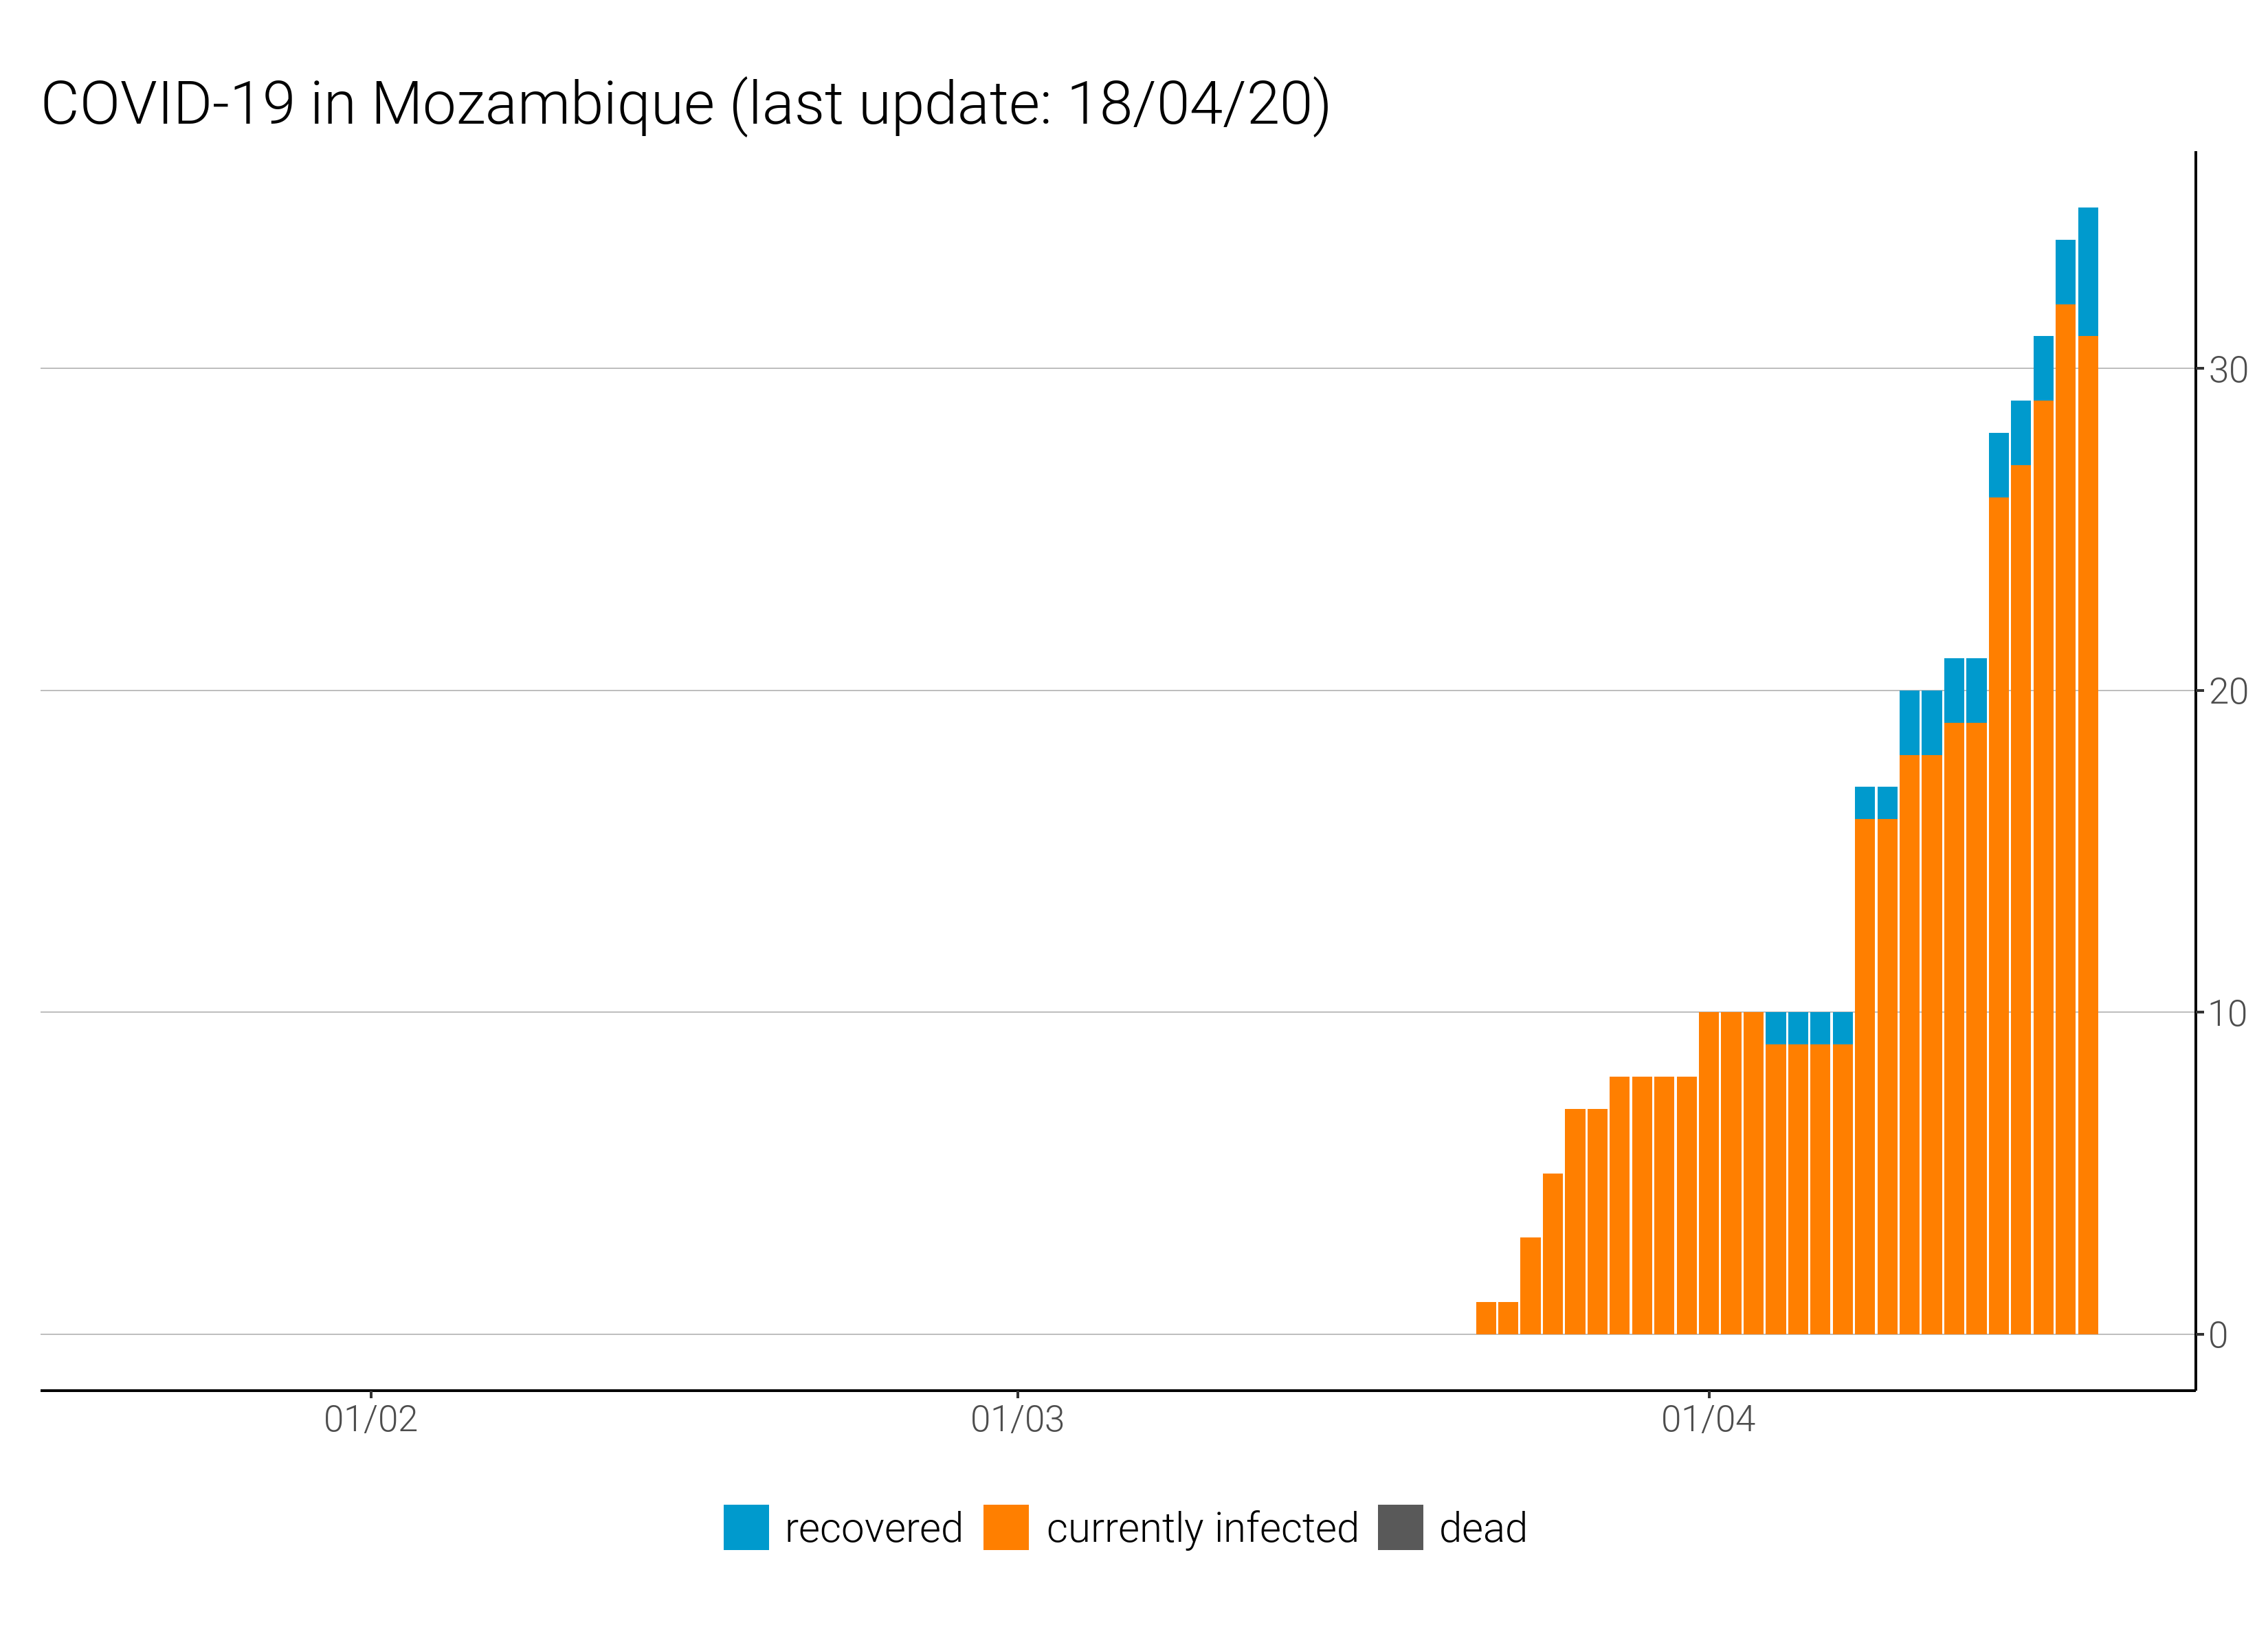 COVID-19 in Mozambique (last update: 18/04/20)
30
20
10
0
01/02 01/03 01/04
recovered currently infected dead